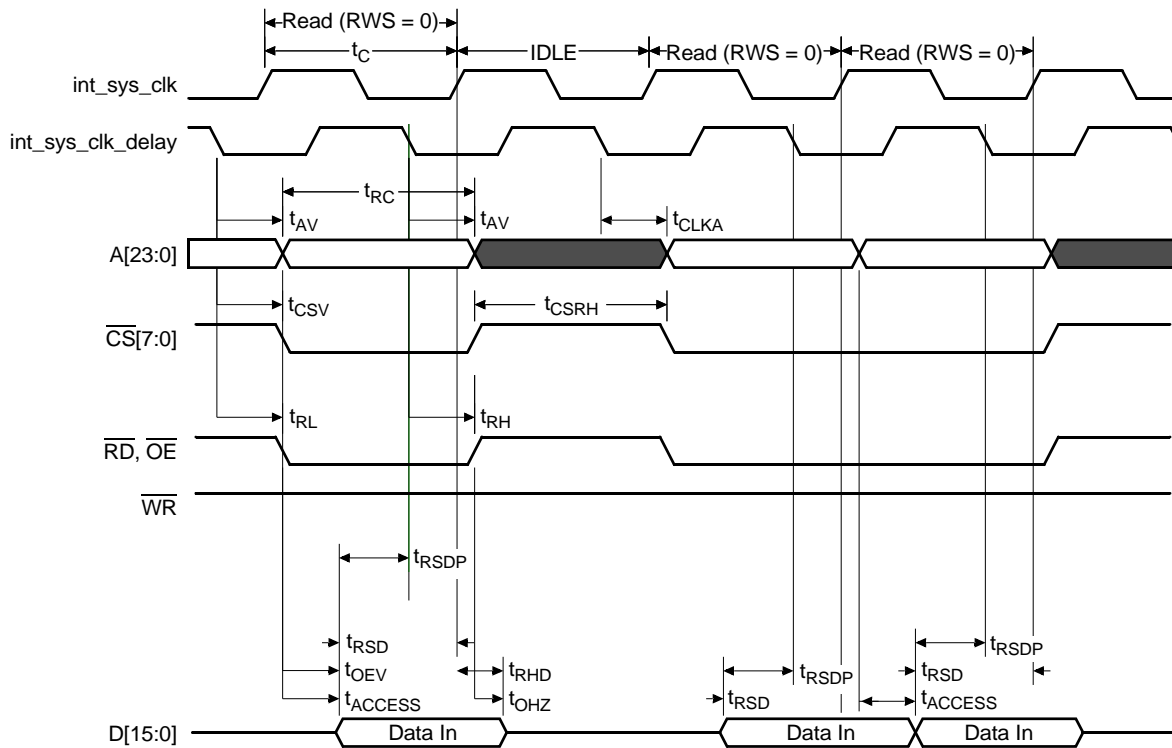 Read (RWS = 0)
tC
IDLE
Read (RWS = 0)
Read (RWS = 0)
int_sys_clk
int_sys_clk_delay
tRC
tAV
tAV
tCLKA
A[23:0]
tCSV
tCSRH
CS[7:0]
tRL
tRH
RD, OE
WR
tRSDP
tRSD
tRSDP
tOEV
tRHD
tRSDP
tRSD
tACCESS
tOHZ
tRSD
tACCESS
D[15:0]
Data In
Data In
Data In